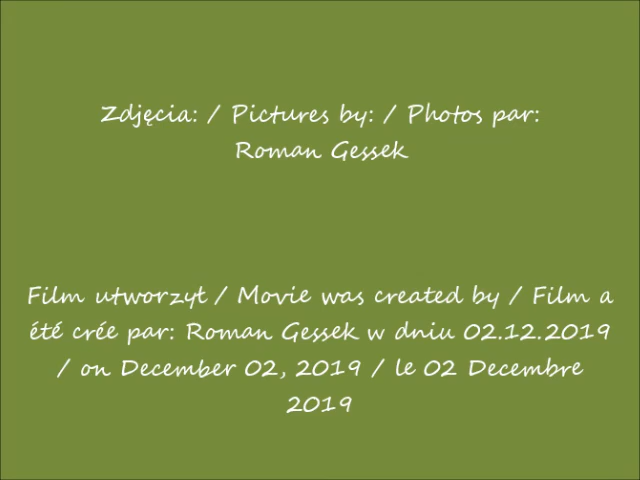 Zdjęcia: / Pictures by: / Photos par:
Roman Gessek
Film utworzył / Movie was created by / Film a
été crée par: Roman Gessek w dniu 02.12.2019
/ on December 02, 2019 / le 02 Decembre
2019